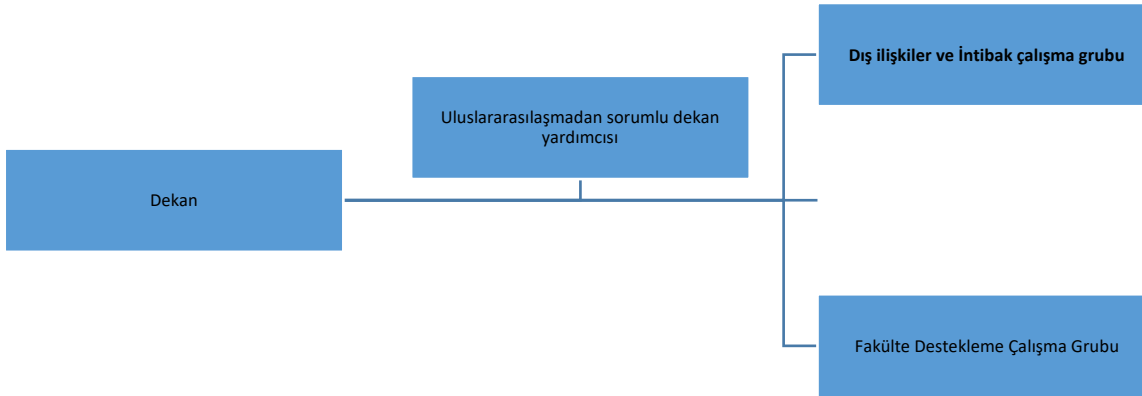 Dış ilişkiler ve İntibak çalışma grubu
Uluslararasılaşmadan sorumlu dekan
yardımcısı
Dekan
Fakülte Destekleme Çalışma Grubu